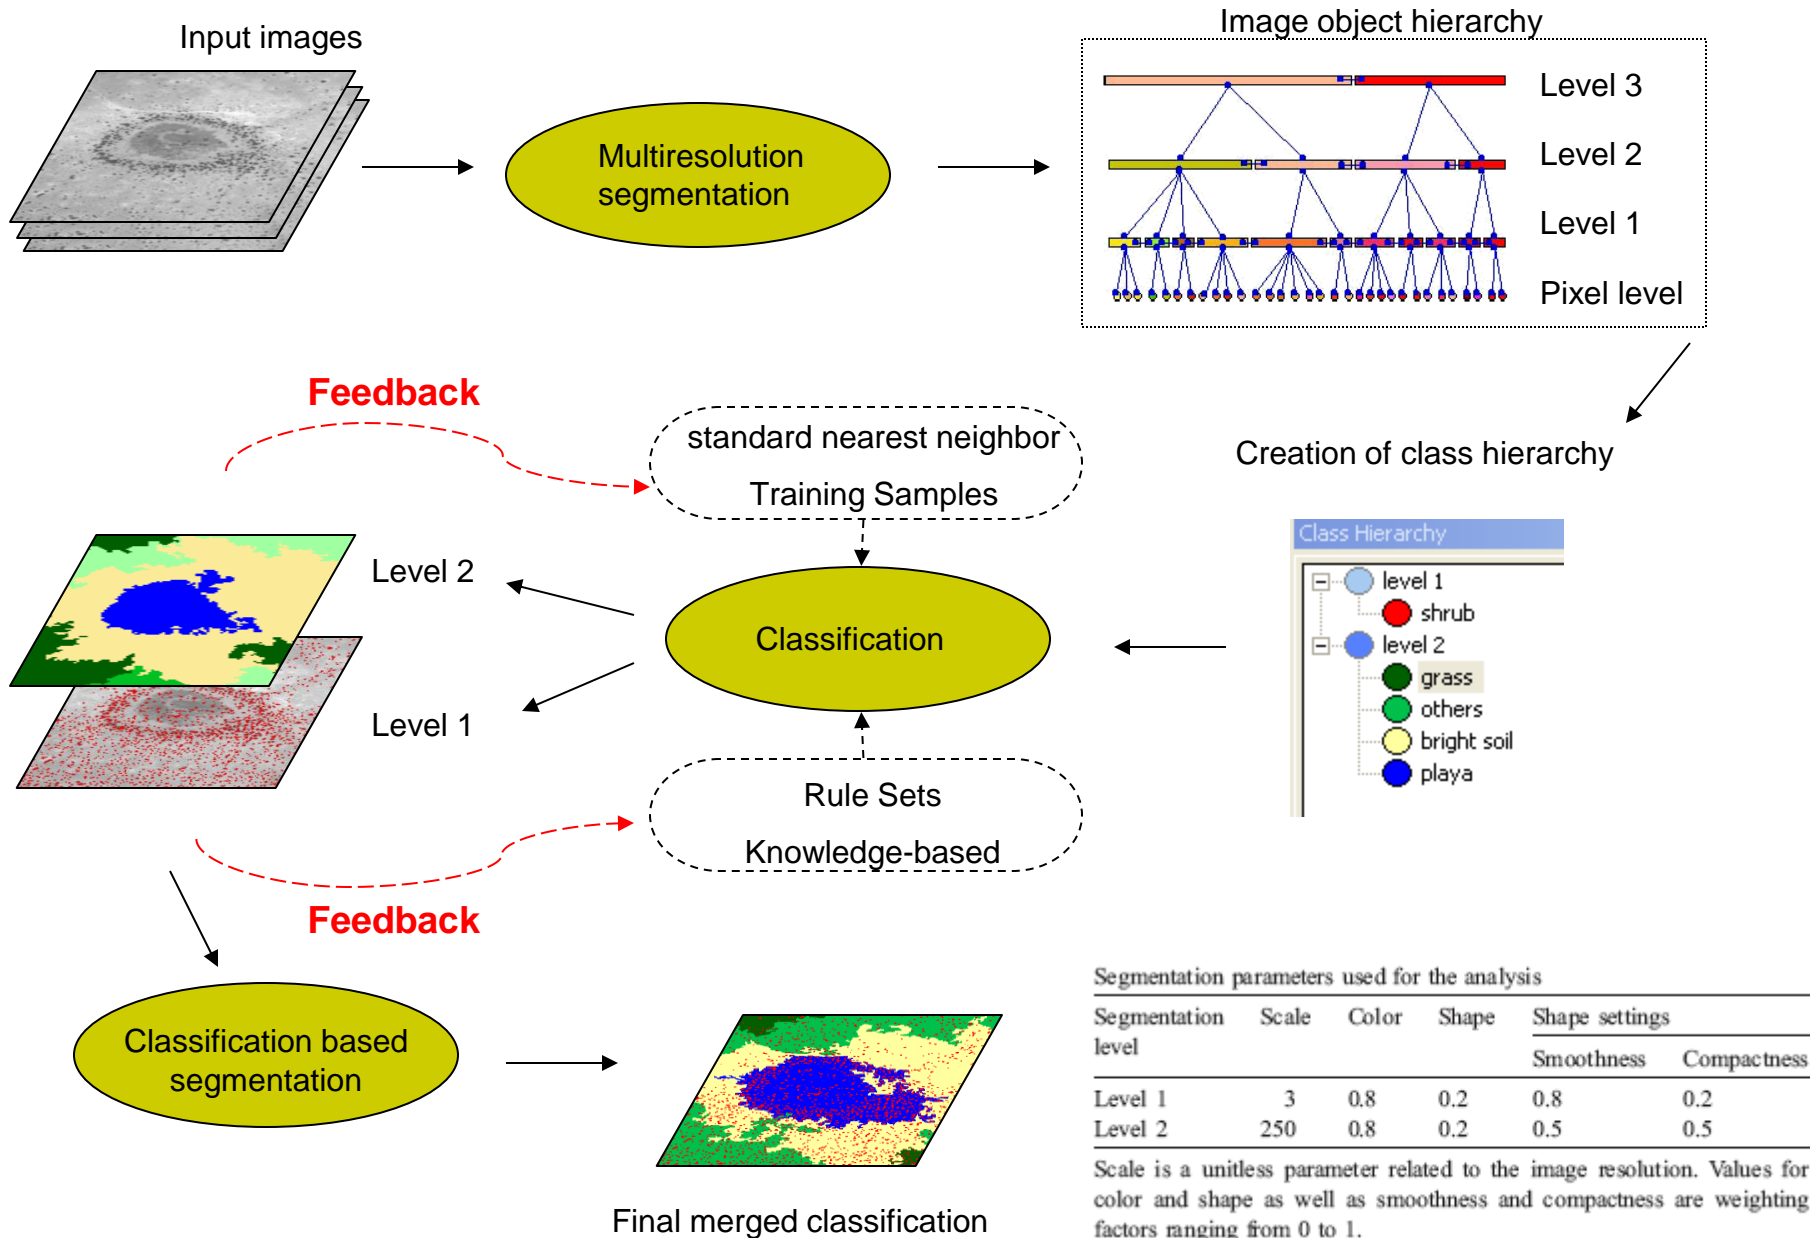 Input images
Image object hierarchy
Level 3
Level 2
Level 1
Pixel level
Multiresolution
segmentation
Feedback
standard nearest neighbor
Training Samples
Creation of class hierarchy
Class Hierarchy
level 1
shrub
level 2
grass
others
bright soil
playa
Level 2
Level 1
Classification
Rule Sets
Knowledge-based
Feedback
Classification based
segmentation
Final merged classification
Segmentation parameters used for the analysis
Segmentation level Scale Color Shape Shape settings
Smoothness Compactness
Level 1 3 0.8 0.2 0.8 0.2
Level 2 250 0.8 0.2 0.5 0.5
Scale is a unitless parameter related to the image resolution. Values for
color and shape as well as smoothness and compactness are weighting
factors ranging from 0 to 1.